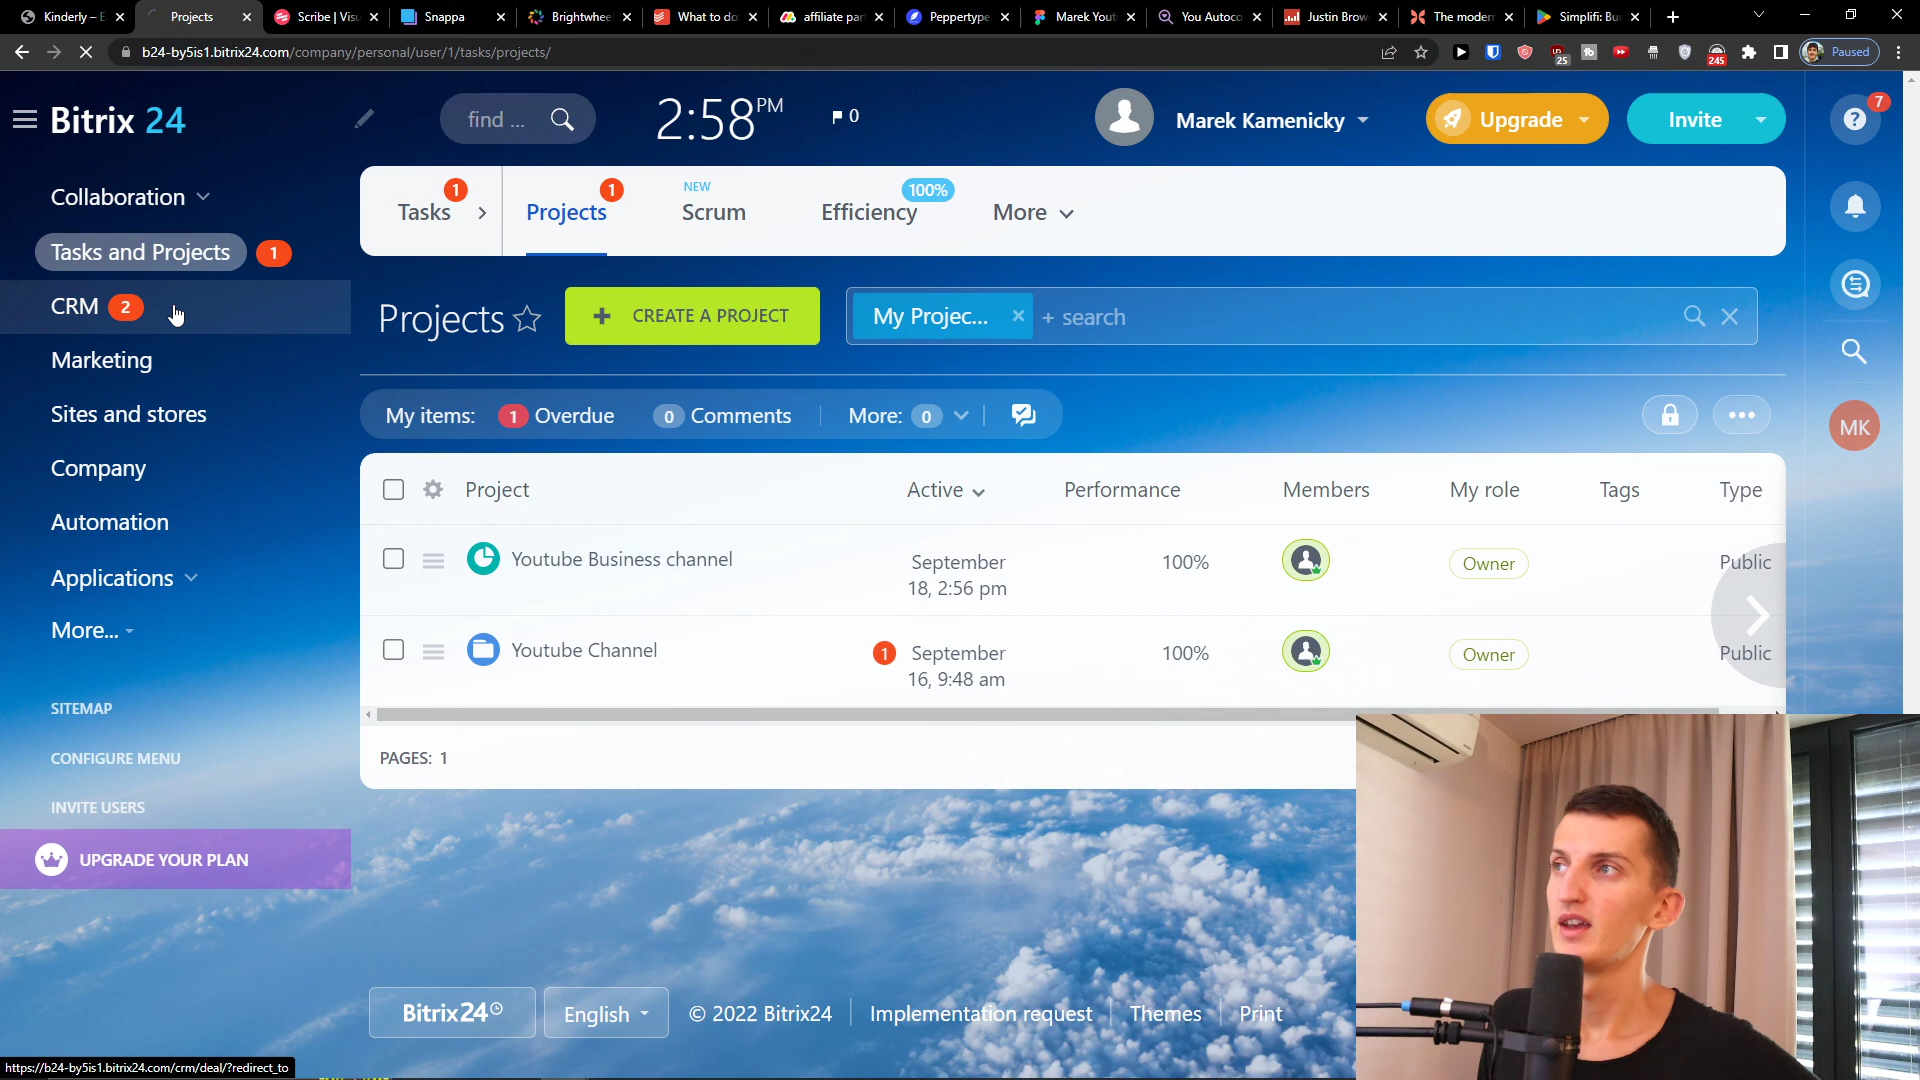 Kinderly – E
Projects
Scribe | Visu
Snappa
Brightwhee
What to do
affiliate part
Peppertype
Marek Yout
You Autoco
Justin Brow
The modern
Simplifi: Bu
b24-by5is1.bitrix24.com/company/personal/user/1/tasks/projects/
25
245
Paused
Bitrix 24
find ...
2:58 PM
0
Marek Kamenicky
Upgrade
Invite
7
Collaboration
Tasks and Projects 1
CRM 2
Marketing
Sites and stores
Company
Automation
Applications
More...
SITEMAP
CONFIGURE MENU
INVITE USERS
UPGRADE YOUR PLAN
Tasks 1
Projects 1
NEW
Scrum
Efficiency 100%
More
Projects
CREATE A PROJECT
My Projec...
+ search
My items: 1 Overdue 0 Comments More: 0
MK
Project Active Performance Members My role Tags Type
Youtube Business channel September 18, 2:56 pm 100% Owner Public
Youtube Channel 1 September 16, 9:48 am 100% Owner Public
PAGES: 1
Bitrix24
English
© 2022 Bitrix24
Implementation request
Themes
Print
https://b24-by5is1.bitrix24.com/crm/deal/?redirect_to